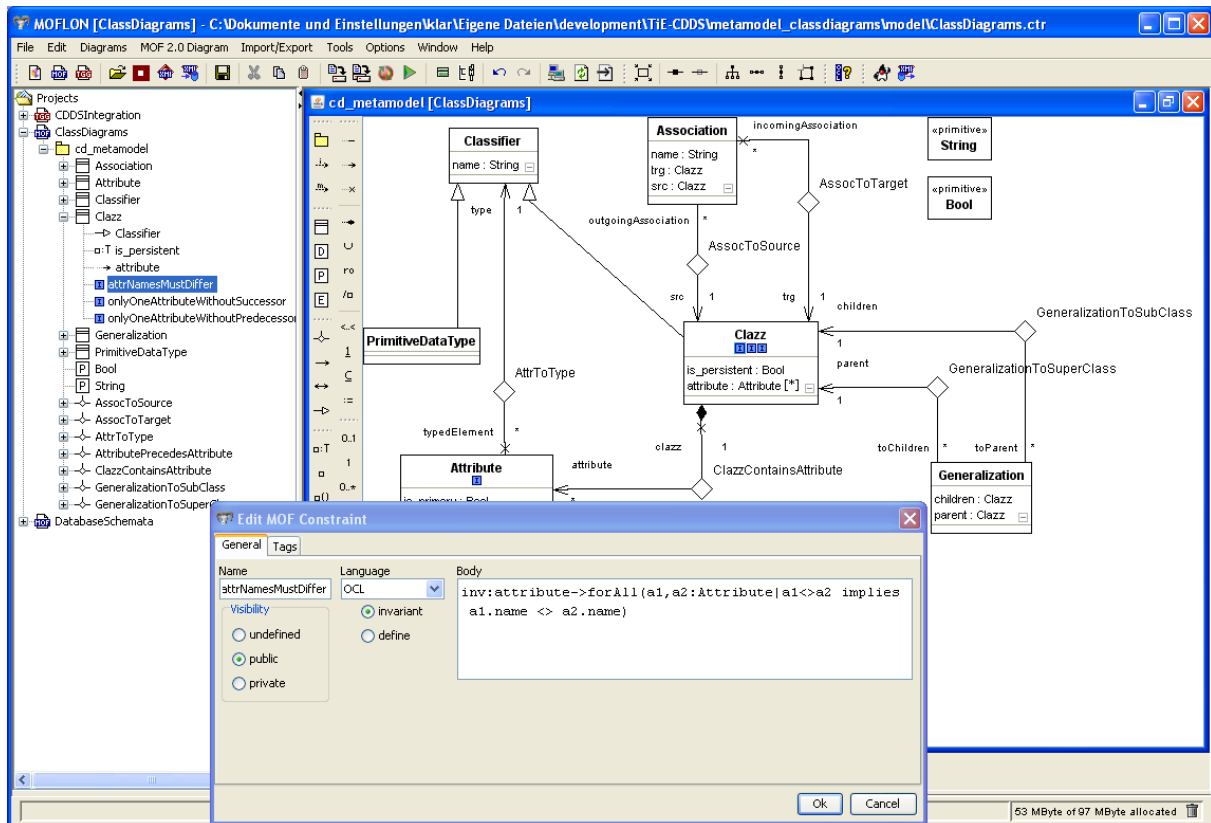 MOFLON [ClassDiagrams] - C:\Dokumente und Einstellungen\klar\Eigene Dateien\development\TiE-CDDS\metamodel_classdiagrams\model\ClassDiagrams.ctr
File Edit Diagrams MOF 2.0 Diagram Import/Export Tools Options Window Help
Projects
CDDSIntegration
ClassDiagrams
cd_metamodel
Association
Attribute
Classifier
Clazz
Classifier
is_persistent
attribute
attrNamesMustDiffer
onlyOneAttributeWithoutSuccessor
onlyOneAttributeWithoutPredecessor
Generalization
PrimitiveDataType
Bool
String
AssocToSource
AssocToTarget
AttrToType
AttributePrecedesAttribute
ClazzContainsAttribute
GeneralizationToSubClass
DatabaseSchemata
cd_metamodel [ClassDiagrams]
Classifier
name : String
type 1
Association
name : String
trg : Clazz
src : Clazz
incomingAssociation
*
AssocToTarget
«primitive»
String
«primitive»
Bool
outgoingAssociation *
AssocToSource
src 1 trg 1
children
1
GeneralizationToSubClass
PrimitiveDataType
Clazz
is_persistent : Bool
attribute : Attribute [*]
parent
1
GeneralizationToSuperClass
AttrToType
typedElement *
clazz 1
toChildren * toParent *
Attribute
is_primary : Bool
attribute
*
ClazzContainsAttribute
Generalization
children : Clazz
parent : Clazz
Edit MOF Constraint
General Tags
Name
attrNamesMustDiffer
Language
OCL
Body
inv:attribute->forAll(a1,a2:Attribute|a1<>a2 implies
a1.name <> a2.name)
Visibility
undefined
public
private
invariant
define
Ok Cancel
53 MByte of 97 MByte allocated